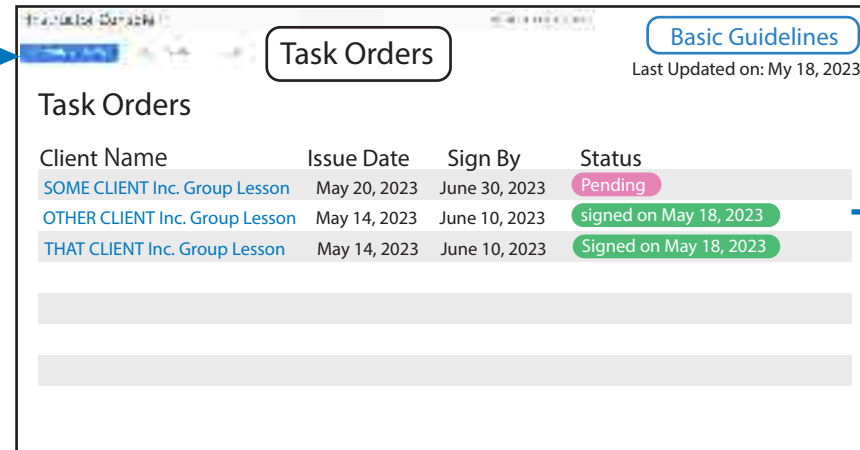 Instructor Console
Task Orders
Basic Guidelines
Last Updated on: My 18, 2023
Task Orders
Client Name Issue Date Sign By Status
SOME CLIENT Inc. Group Lesson May 20, 2023 June 30, 2023 Pending
OTHER CLIENT Inc. Group Lesson May 14, 2023 June 10, 2023 signed on May 18, 2023
THAT CLIENT Inc. Group Lesson May 14, 2023 June 10, 2023 Signed on May 18, 2023